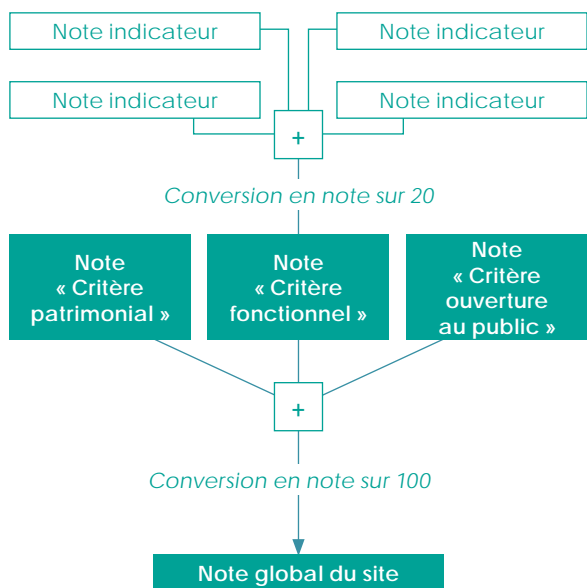 Note indicateur
Note indicateur
Note indicateur
Note indicateur
+
Conversion en note sur 20
Note
« Critère
patrimonial »
Note
« Critère
fonctionnel »
Note
« Critère
ouverture
au public »
+
Conversion en note sur 100
Note global du site